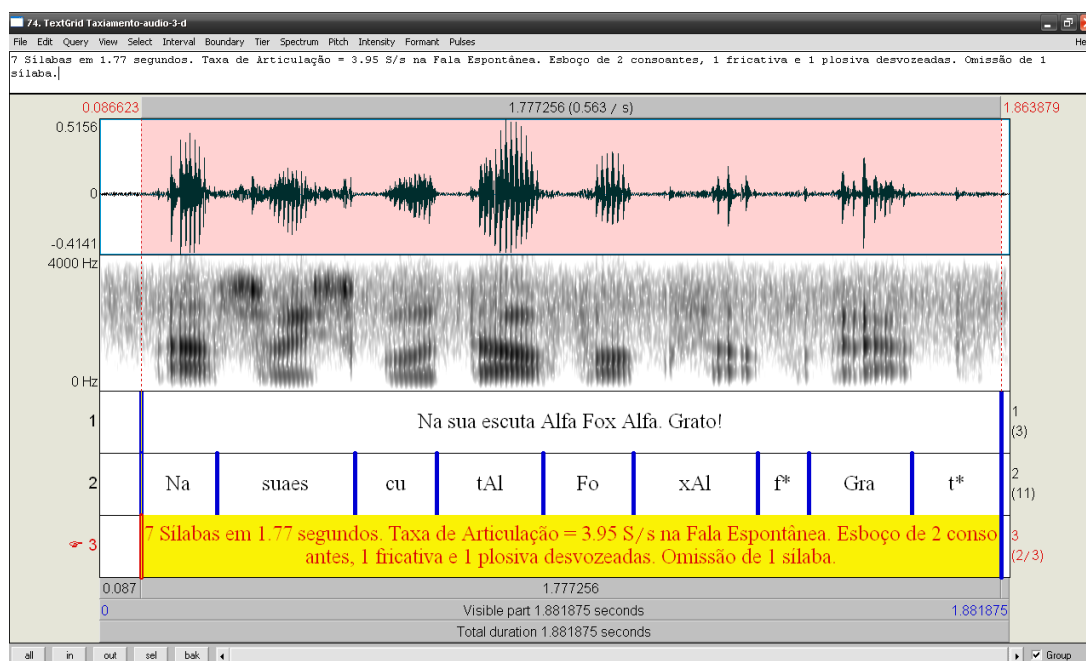 74. TextGrid Taxiamento-audio-3-d
File Edit Query View Select Interval Boundary Tier Spectrum Pitch Intensity Formant Pulses He
7 Sílabas em 1.77 segundos. Taxa de Articulação = 3.95 S/s na Fala Espontânea. Esboço de 2 consoantes, 1 fricativa e 1 plosiva desvozeadas. Omissão de 1
sílaba.
0.086623 1.777256 (0.563 / s) 1.863879
0.5156
0
-0.4141
4000 Hz
0 Hz
1 Na sua escuta Alfa Fox Alfa. Grato! 1
(3)
2 Na suaes cu tAl Fo xAl f* Gra t* 2
(11)
3 7 Sílabas em 1.77 segundos. Taxa de Articulação = 3.95 S/s na Fala Espontânea. Esboço de 2 conso 3
antes, 1 fricativa e 1 plosiva desvozeadas. Omissão de 1 sílaba. (2/3)
0.087 1.777256
0 Visible part 1.881875 seconds 1.881875
Total duration 1.881875 seconds
all in out sel bak Group